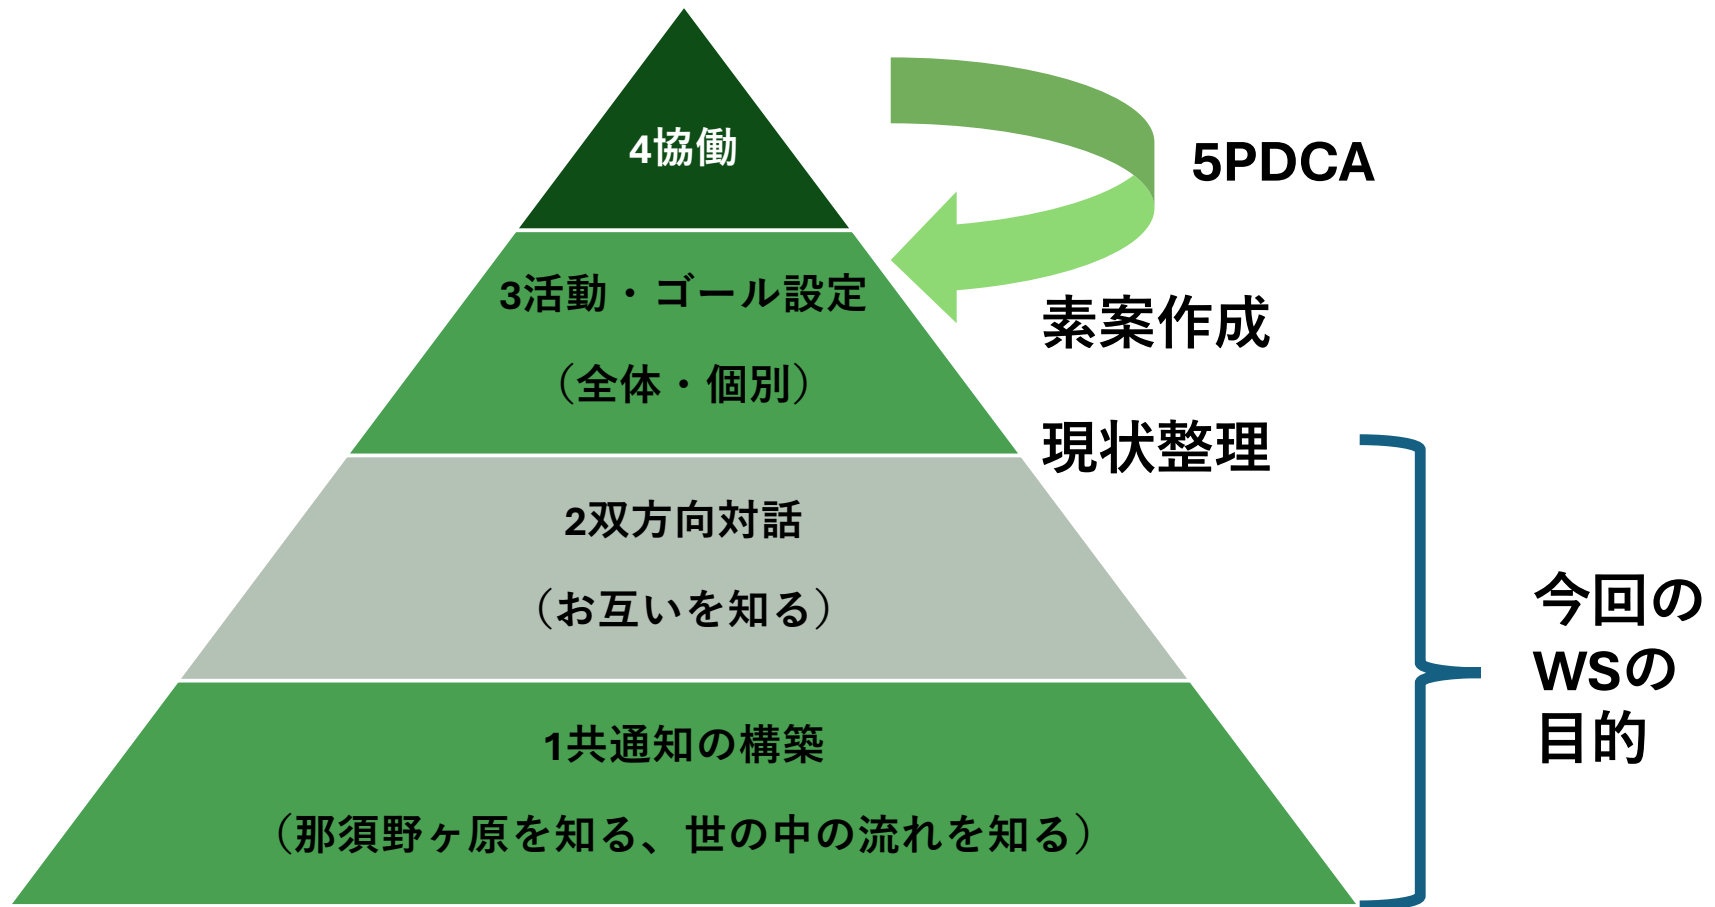 4協働
5PDCA
3活動・ゴール設定
（全体・個別）
素案作成
現状整理
2双方向対話
（お互いを知る）
今回の
WSの
目的
1共通知の構築
（那須野ヶ原を知る、世の中の流れを知る）